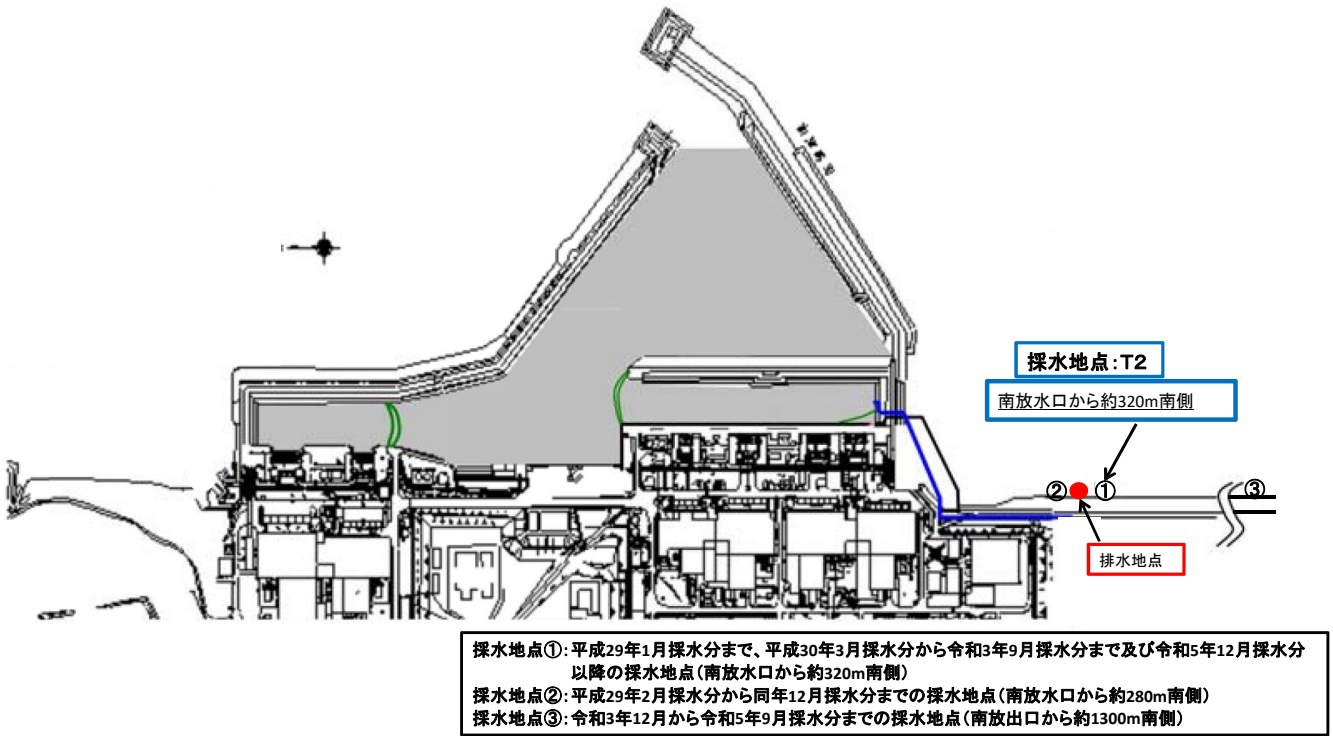 採水地点：T2
南放水口から約320m南側
②
①
③
排水地点
採水地点①：平成29年1月採水分まで、平成30年3月採水分から令和3年9月採水分まで及び令和5年12月採水分
以降の採水地点（南放水口から約320m南側）
採水地点②：平成29年2月採水分から同年12月採水分までの採水地点（南放水口から約280m南側）
採水地点③：令和3年12月から令和5年9月採水分までの採水地点（南放出口から約1300m南側）